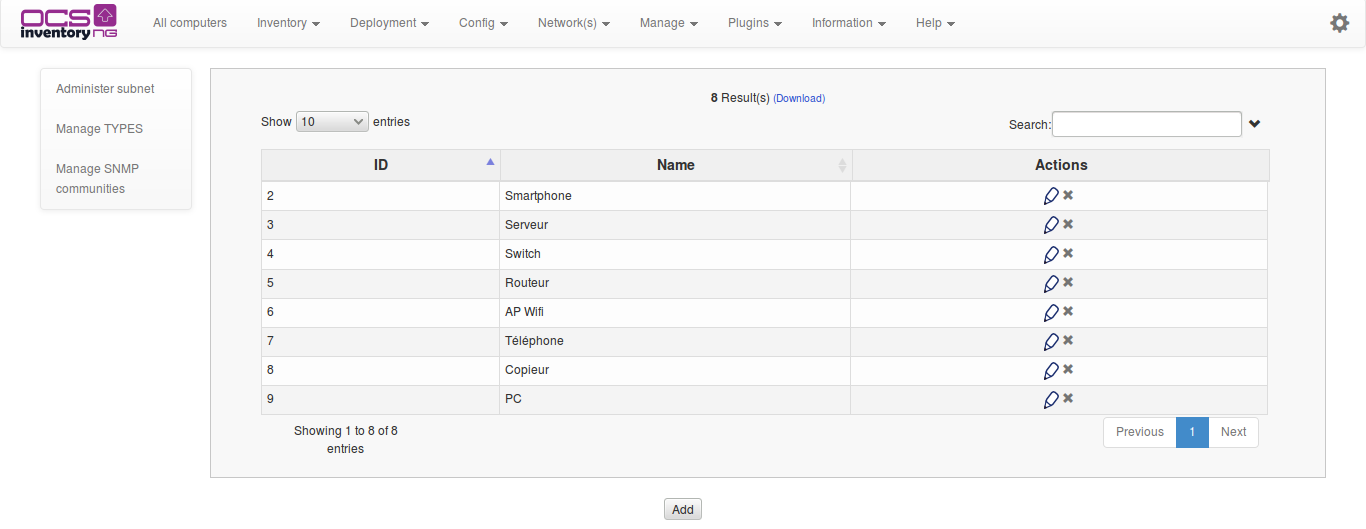 OCS inventory NG
All computers Inventory Deployment Config Network(s) Manage Plugins Information Help
Administer subnet
Manage TYPES
Manage SNMP
communities
8 Result(s) (Download)
Show 10 entries
Search:
ID Name Actions
2 Smartphone
3 Serveur
4 Switch
5 Routeur
6 AP Wifi
7 Téléphone
8 Copieur
9 PC
Showing 1 to 8 of 8
entries
Previous 1 Next
Add